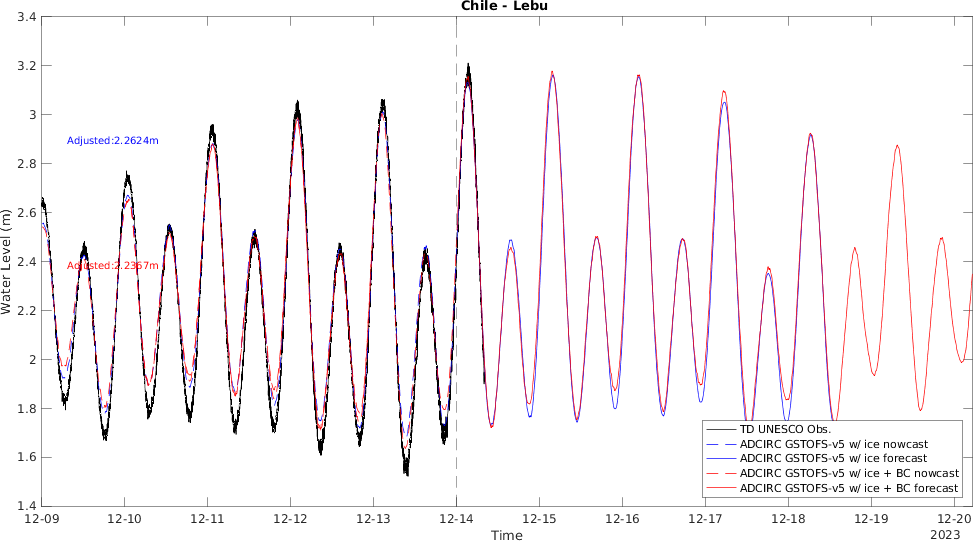 Chile - Lebu
3.4
3.2
3
2.8
2.6
2.4
2.2
2
1.8
1.6
1.4
Water Level (m)
Adjusted:2.2624m
Adjusted:2.2367m
TD UNESCO Obs.
ADCIRC GSTOFS-v5 w/ ice nowcast
ADCIRC GSTOFS-v5 w/ ice forecast
ADCIRC GSTOFS-v5 w/ ice + BC nowcast
ADCIRC GSTOFS-v5 w/ ice + BC forecast
12-09 12-10 12-11 12-12 12-13 12-14 12-15 12-16 12-17 12-18 12-19 12-20
Time
2023